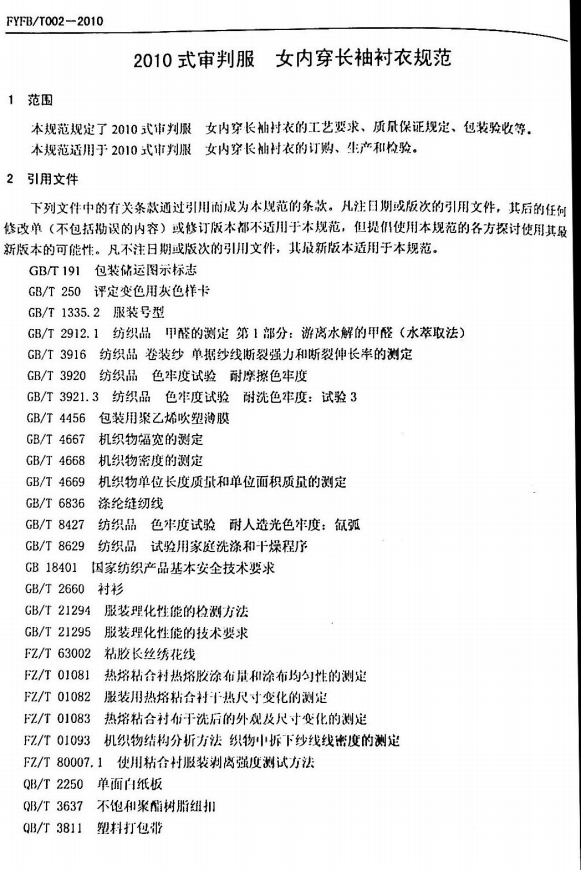 FYFB/T002－2010
2010 式审判服　女内穿长袖衬衣规范
1 范围
本规范规定了 2010 式审判服　女内穿长袖衬衣的工艺要求、质量保证规定、包装验收等。
本规范适用于 2010 式审判服　女内穿长袖衬衣的订购、生产和检验。
2 引用文件
下列文件中的有关条款通过引用而成为本规范的条款。凡注日期或版次的引用文件，其后的任何
修改单（不包括勘误的内容）或修订版本都不适用于本规范，但提倡使用本规范的各方探讨使用其最
新版本的可能性。凡不注日期或版次的引用文件，其最新版本适用于本规范。
GB/T 191 包装储运图示标志
GB/T 250 评定变色用灰色样卡
GB/T 1335.2 服装号型
GB/T 2912.1 纺织品 甲醛的测定 第 1 部分：游离水解的甲醛（水萃取法）
GB/T 3916 纺织品 卷装纱 单据纱线断裂强力和断裂伸长率的测定
GB/T 3920 纺织品 色牢度试验 耐摩擦色牢度
GB/T 3921.3 纺织品 色牢度试验 耐洗色牢度：试验 3
GB/T 4456 包装用聚乙烯吹塑薄膜
GB/T 4667 机织物幅宽的测定
GB/T 4668 机织物密度的测定
GB/T 4669 机织物单位长度质量和单位面积质量的测定
GB/T 6836 涤纶缝纫线
GB/T 8427 纺织品 色牢度试验 耐人造光色牢度：氙弧
GB/T 8629 纺织品 试验用家庭洗涤和干燥程序
GB 18401 国家纺织产品基本安全技术要求
GB/T 2660 衬衫
GB/T 21294 服装理化性能的检测方法
GB/T 21295 服装理化性能的技术要求
FZ/T 63002 粘胶长丝绣花线
FZ/T 01081 热熔粘合衬热熔胶涂布量和涂布均匀性的测定
FZ/T 01082 服装用热熔粘合衬干热尺寸变化的测定
FZ/T 01083 热熔粘合衬布干洗后的外观及尺寸变化的测定
FZ/T 01093 机织物结构分析方法 织物中拆下纱线线密度的测定
FZ/T 80007.1 使用粘合衬服装剥离强度测试方法
QB/T 2250 单面白纸板
QB/T 3637 不饱和聚酯树脂纽扣
QB/T 3811 塑料打包带